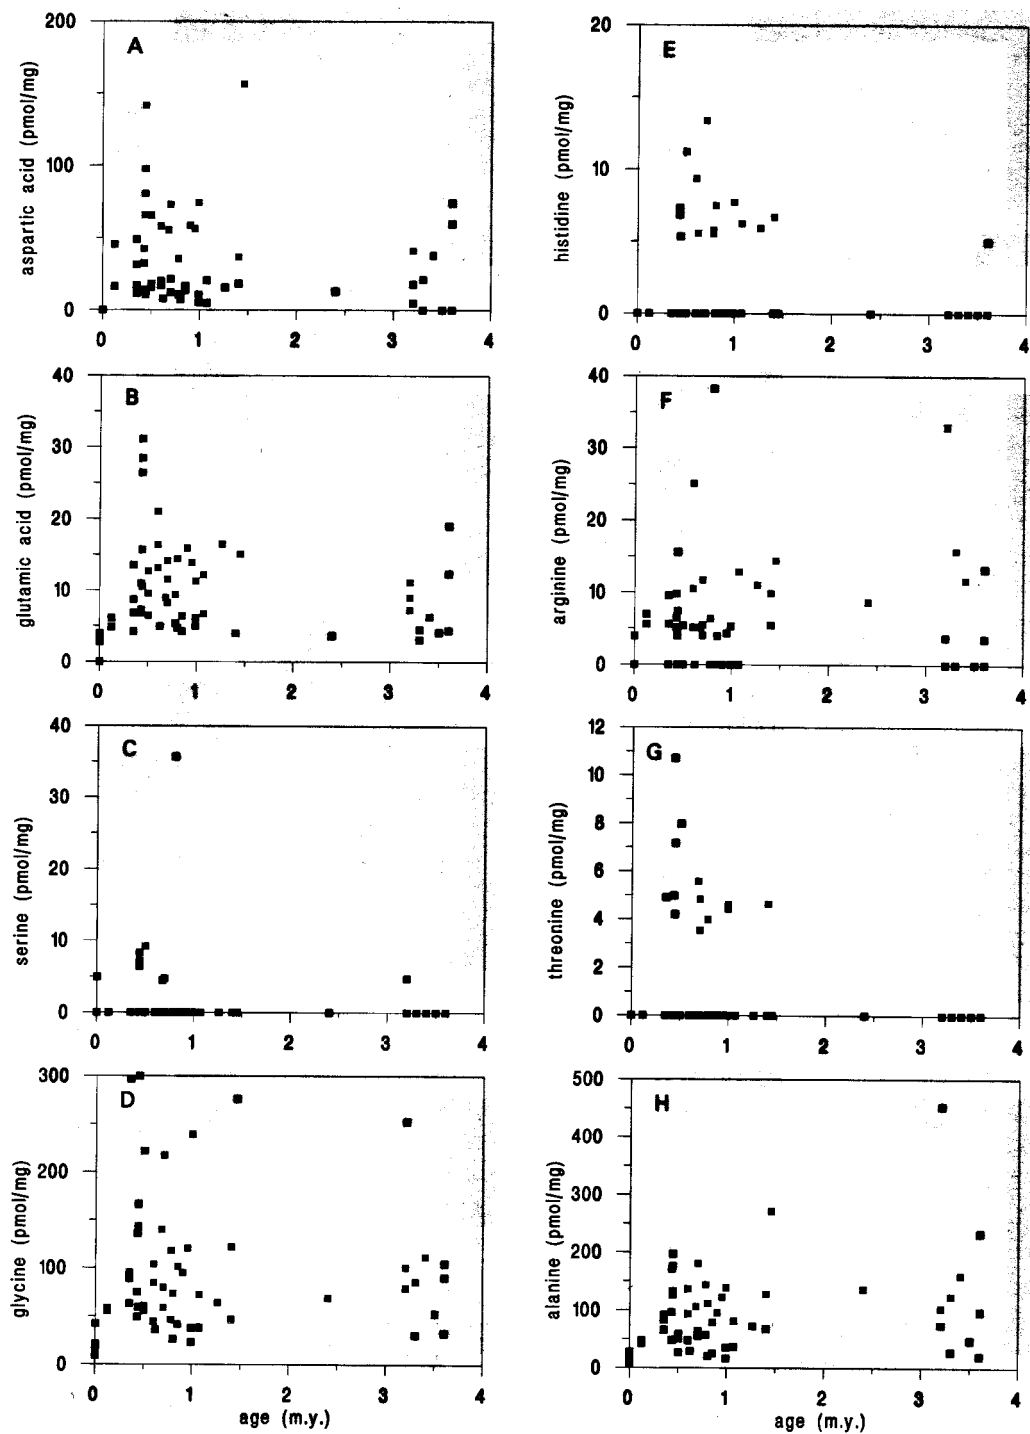 A
aspartic acid (pmol/mg)
200
100
0
0 1 2 3 4
B
glutamic acid (pmol/mg)
40
30
20
10
0
0 1 2 3 4
C
serine (pmol/mg)
40
30
20
10
0
0 1 2 3 4
D
glycine (pmol/mg)
300
200
100
0
0 1 2 3 4
age (m.y.)
E
histidine (pmol/mg)
20
10
0
0 1 2 3 4
F
arginine (pmol/mg)
40
30
20
10
0
0 1 2 3 4
G
threonine (pmol/mg)
12
10
8
6
4
2
0
0 1 2 3 4
H
alanine (pmol/mg)
500
400
300
200
100
0
0 1 2 3 4
age (m.y.)